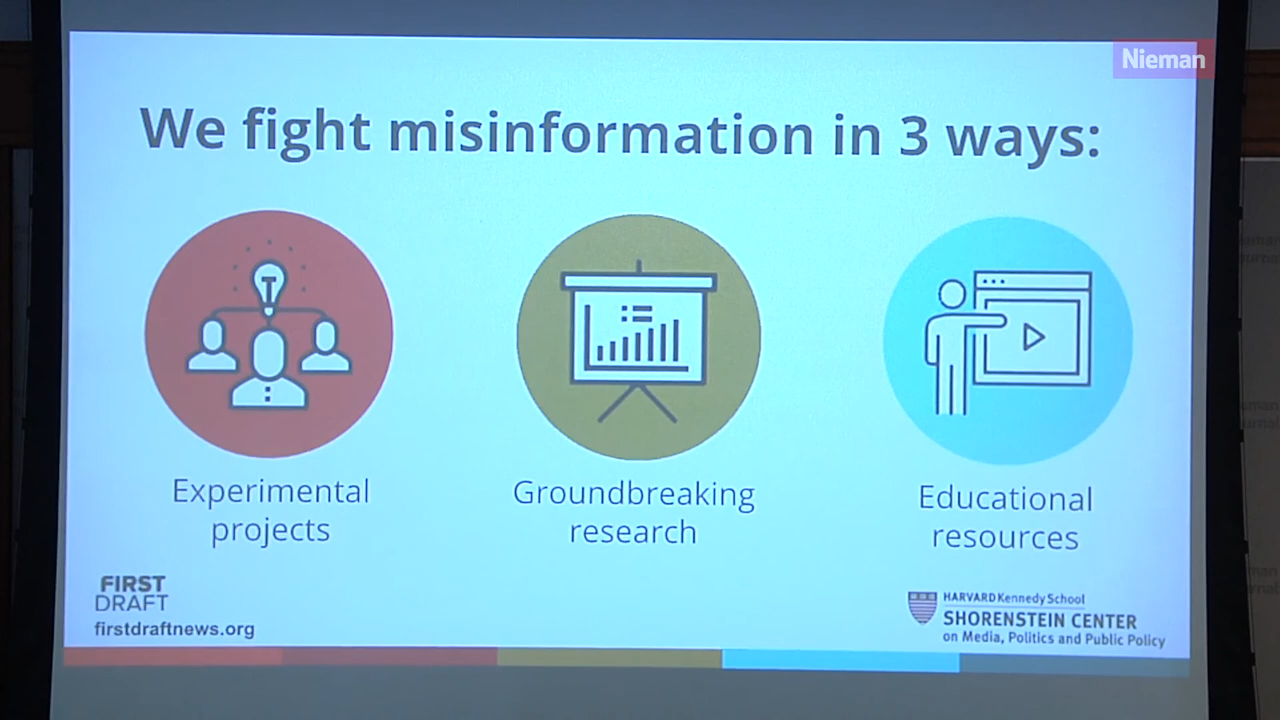 Nieman
We fight misinformation in 3 ways:
Experimental
projects
Groundbreaking
research
Educational
resources
FIRST
DRAFT
firstdraftnews.org
HARVARD Kennedy School
SHORENSTEIN CENTER
on Media, Politics and Public Policy